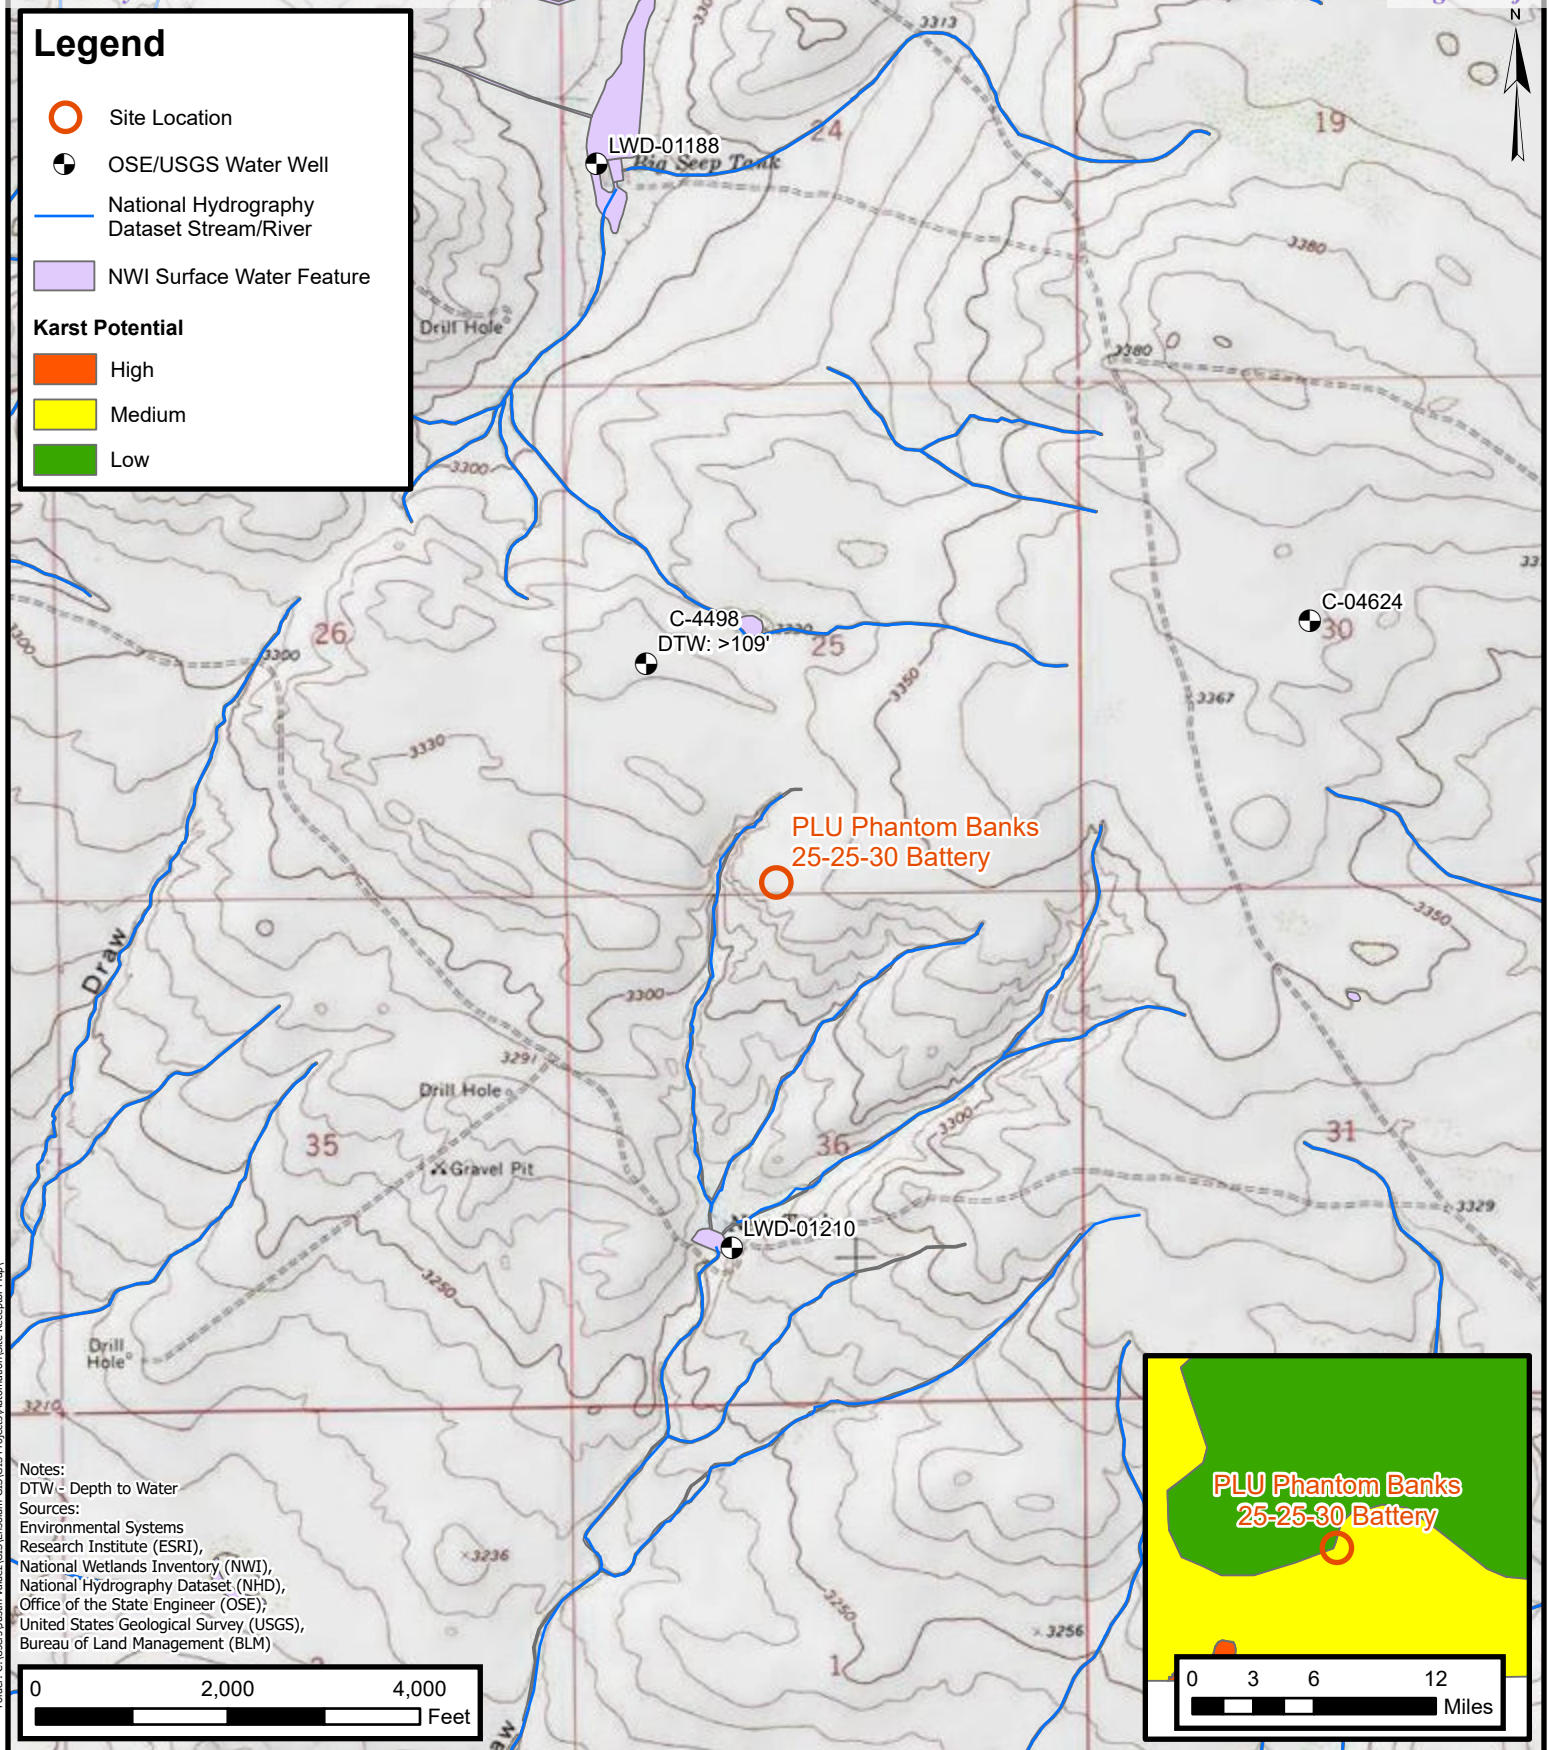 Legend
Site Location
OSE/USGS Water Well
National Hydrography
Dataset Stream/River
NWI Surface Water Feature
Karst Potential
High
Medium
Low
N
3313
24
19
LWD-01188
Big Seep Tank
3380
Drill Hole
3380
3300
C-4498
DTW: >109'
3330
25
C-04624
30
26
3300
3300
3350
3367
3330
PLU Phantom Banks
25-25-30 Battery
3350
Draw
3300
3291
Drill Hole
35
Gravel Pit
36
3300
31
3329
LWD-01210
3250
Drill
Hole
3210
Notes:
DTW - Depth to Water
Sources:
Environmental Systems
Research Institute (ESRI),
National Wetlands Inventory (NWI),
National Hydrography Dataset (NHD),
Office of the State Engineer (OSE),
United States Geological Survey (USGS),
Bureau of Land Management (BLM)
3236
3250
3256
1
0 2,000 4,000
Feet
PLU Phantom Banks
25-25-30 Battery
0 3 6 12
Miles